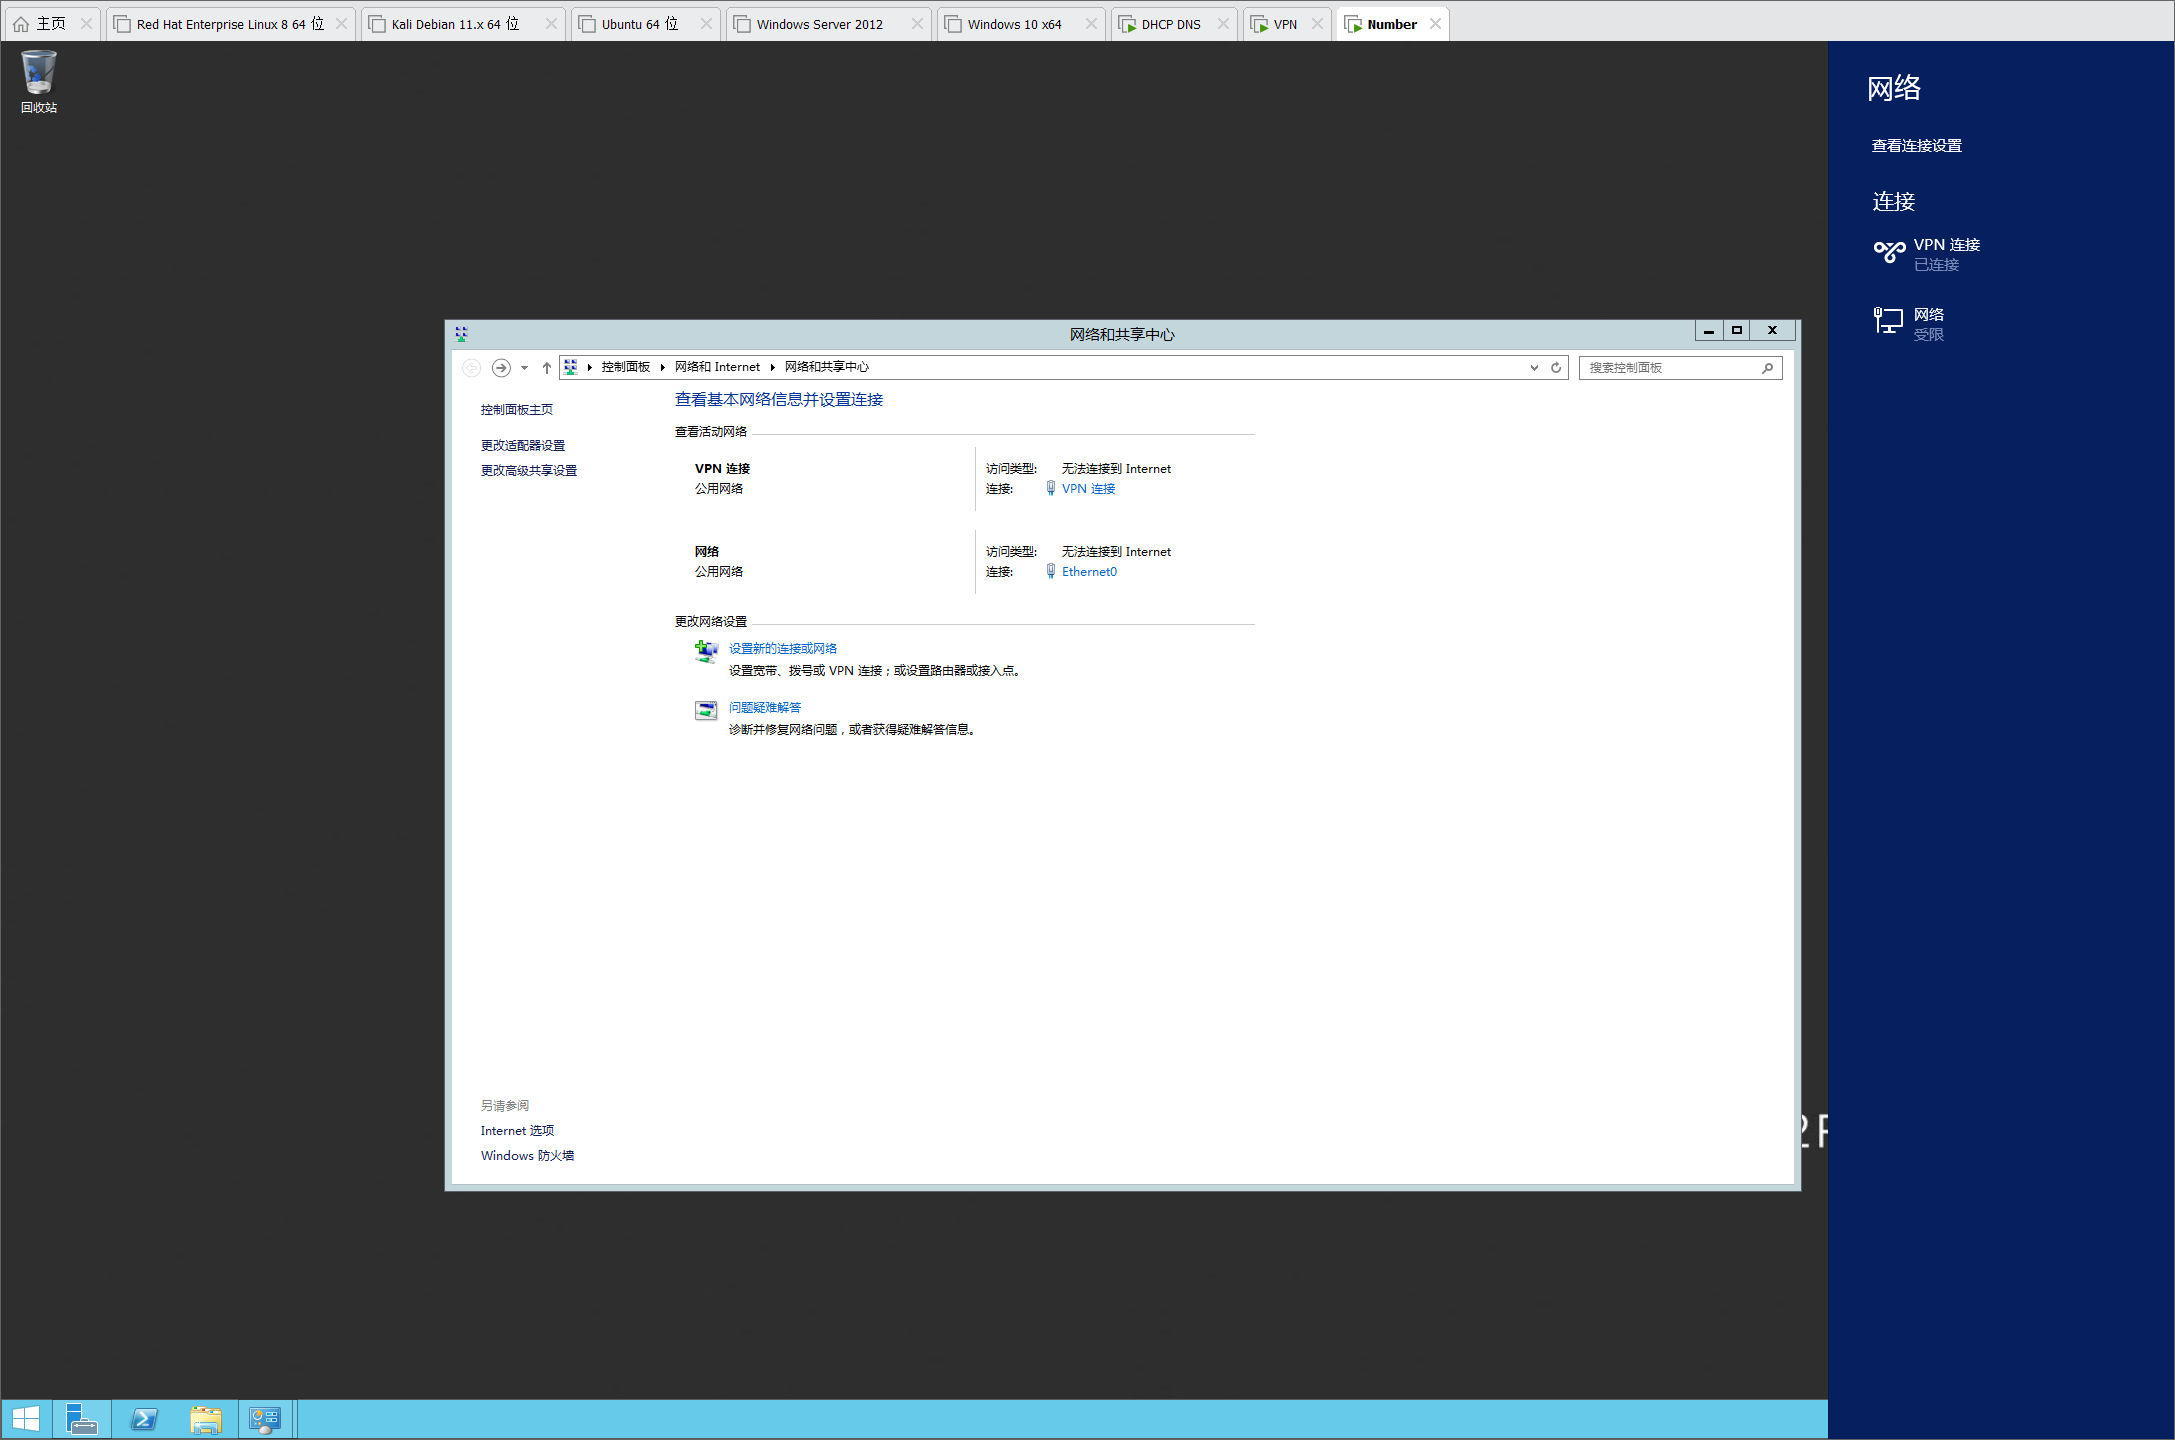 主页
Red Hat Enterprise Linux 8 64 位
Kali Debian 11.x 64 位
Ubuntu 64 位
Windows Server 2012
Windows 10 x64
DHCP DNS
VPN
Number
回收站
网络和共享中心
控制面板
网络和 Internet
网络和共享中心
搜索控制面板
控制面板主页
更改适配器设置
更改高级共享设置
查看基本网络信息并设置连接
查看活动网络
VPN 连接
公用网络
访问类型: 无法连接到 Internet
连接: VPN 连接
网络
公用网络
访问类型: 无法连接到 Internet
连接: Ethernet0
更改网络设置
设置新的连接或网络
设置宽带、拨号或 VPN 连接；或设置路由器或接入点。
问题疑难解答
诊断并修复网络问题，或者获得疑难解答信息。
另请参阅
Internet 选项
Windows 防火墙
网络
查看连接设置
连接
VPN 连接
已连接
网络
受限